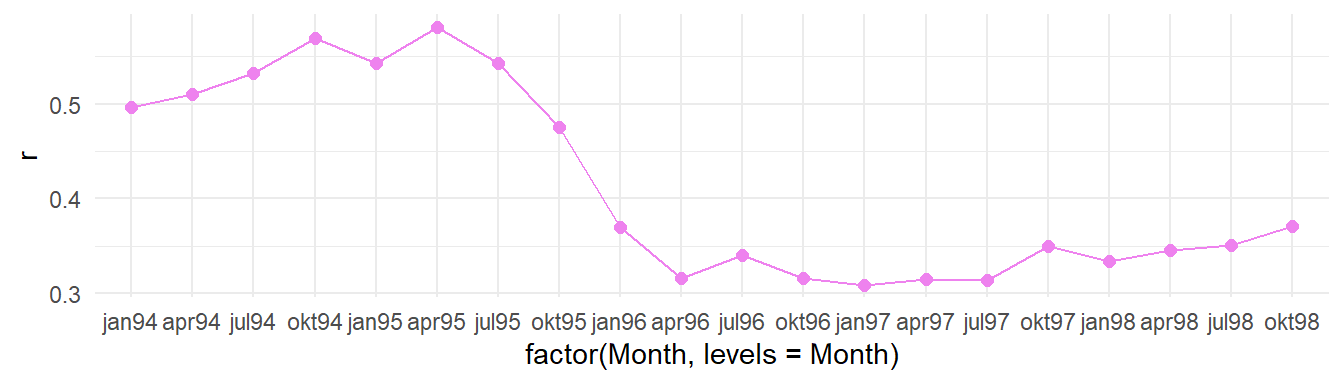 r
0.5
0.4
0.3
jan94 apr94 jul94 okt94 jan95 apr95 jul95 okt95 jan96 apr96 jul96 okt96 jan97 apr97 jul97 okt97 jan98 apr98 jul98 okt98
factor(Month, levels = Month)